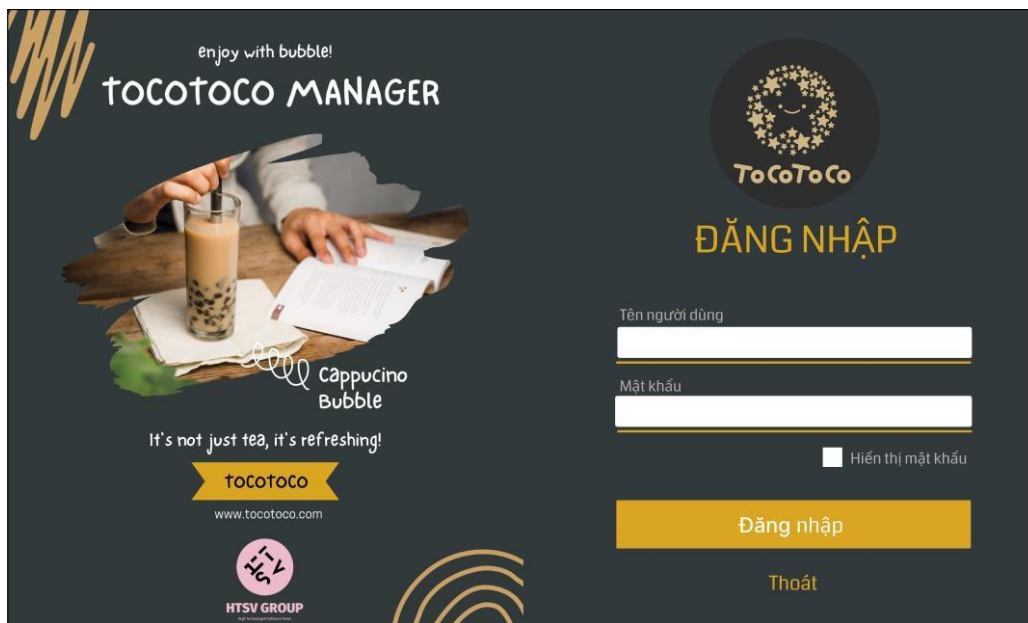 enjoy with bubble!
TOCOTOCO MANAGER
Cappucino
Bubble
It's not just tea, it's refreshing!
TOCOTOCO
www.tocotoco.com
HTSV
HTSV GROUP
ToCoToCo
ĐĂNG NHẬP
Tên người dùng
Mật khẩu
Hiển thị mật khẩu
Đăng nhập
Thoát